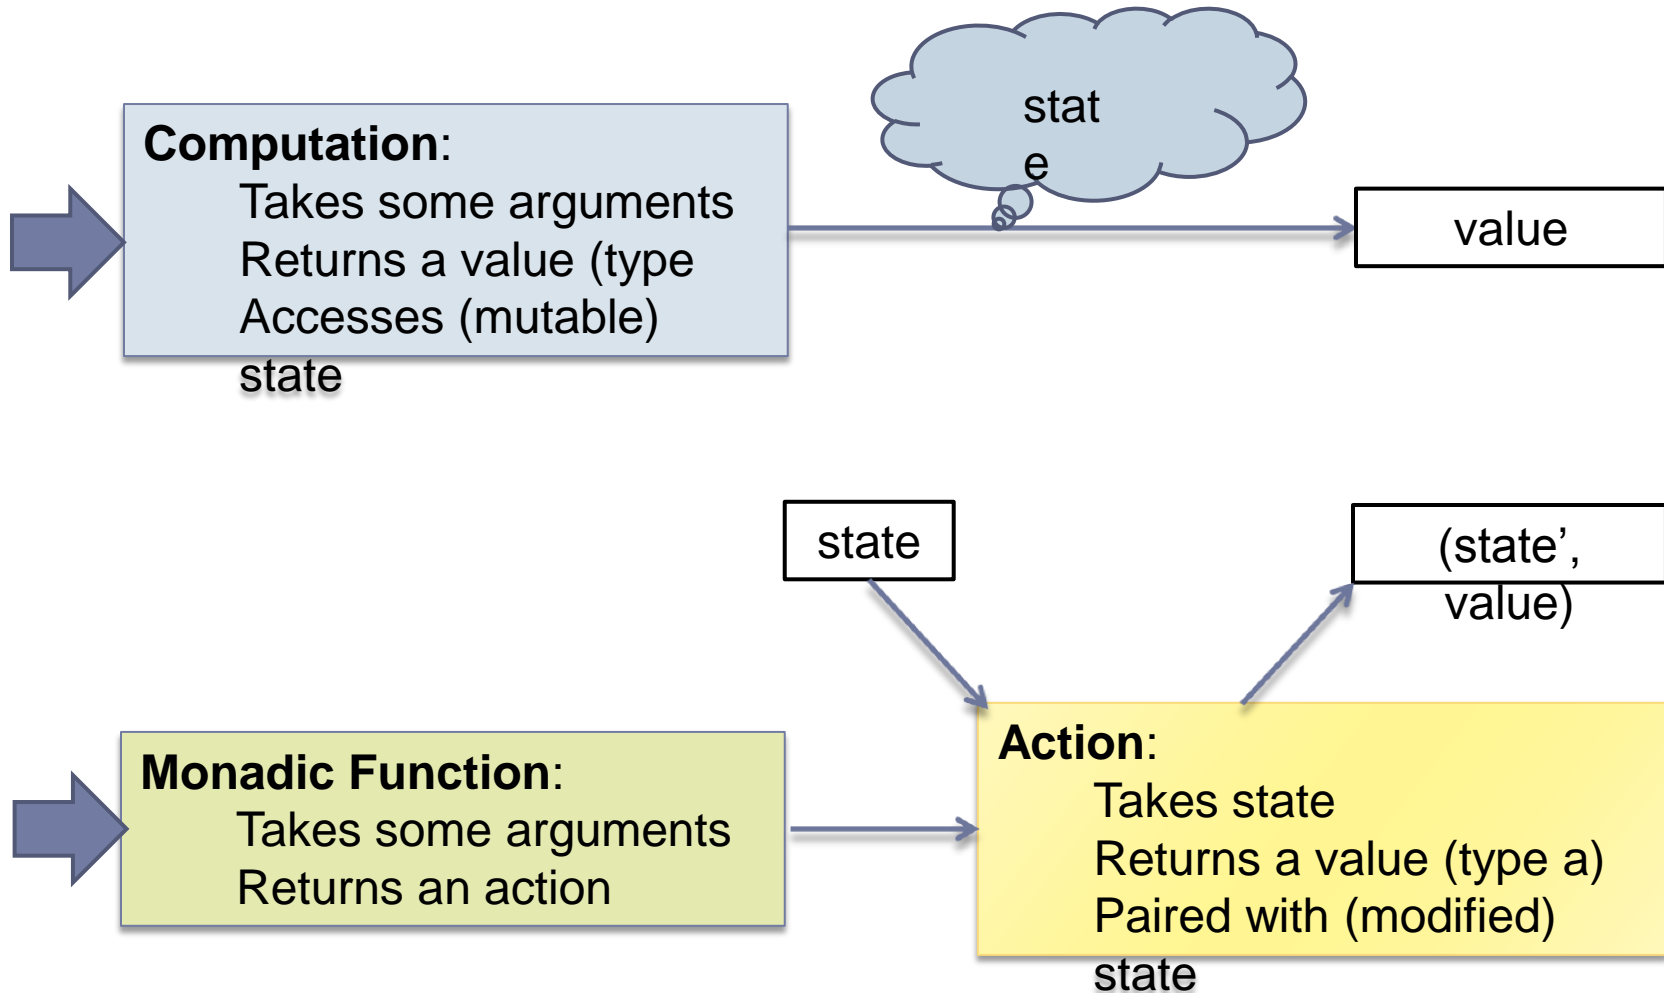 stat
e
Computation:
Takes some arguments
Returns a value (type
Accesses (mutable)
state
value
state
(state’,
value)
Monadic Function:
Takes some arguments
Returns an action
Action:
Takes state
Returns a value (type a)
Paired with (modified)
state